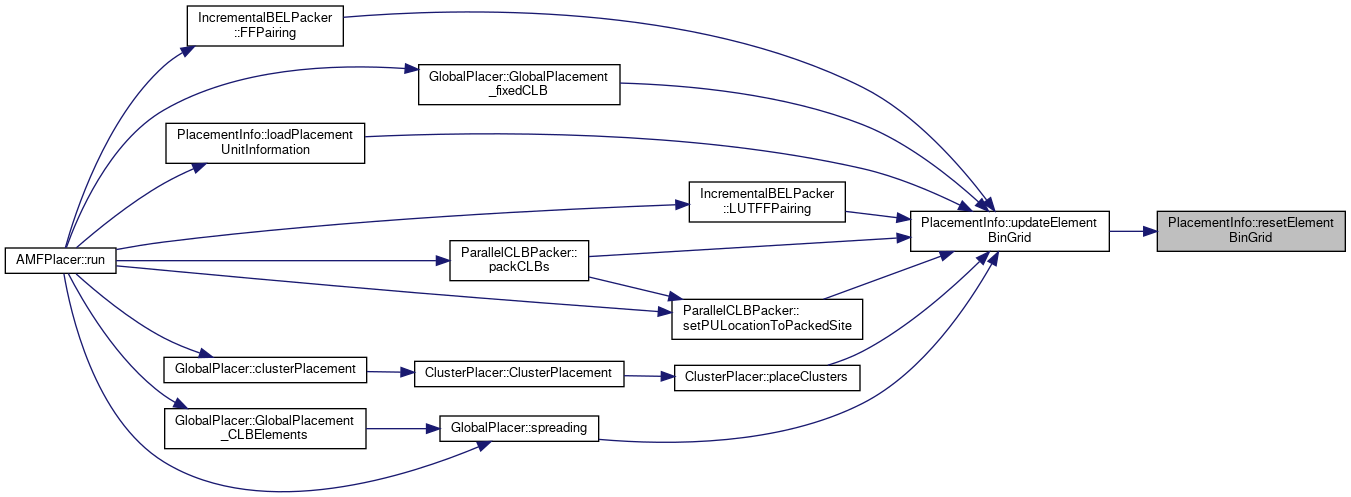 IncrementalBELPacker
::FFPairing
GlobalPlacer::GlobalPlacement
_fixedCLB
PlacementInfo::loadPlacement
UnitInformation
IncrementalBELPacker
::LUTFFPairing
PlacementInfo::updateElement
BinGrid
PlacementInfo::resetElement
BinGrid
AMFPlacer::run
ParallelCLBPacker::
packCLBs
ParallelCLBPacker::
setPULocationToPackedSite
GlobalPlacer::clusterPlacement
ClusterPlacer::ClusterPlacement
ClusterPlacer::placeClusters
GlobalPlacer::GlobalPlacement
_CLBElements
GlobalPlacer::spreading